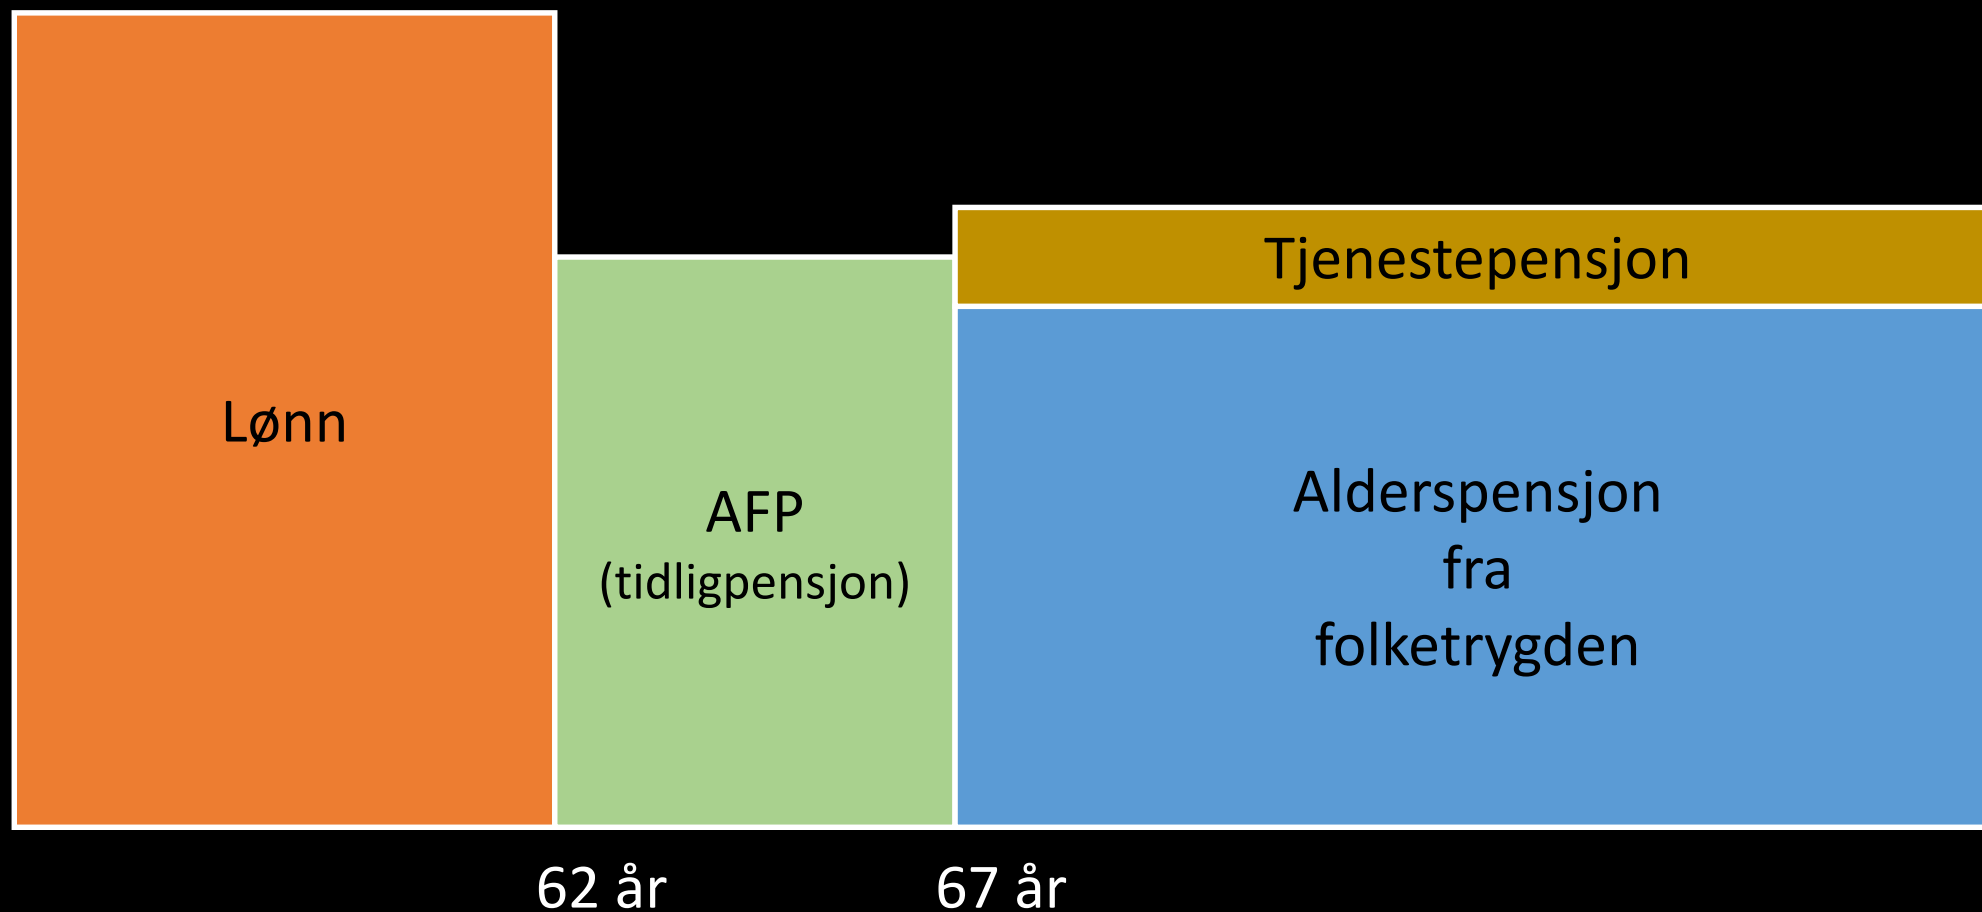 Lønn
AFP
(tidligpensjon)
Tjenestepensjon
Alderspensjon
fra
folketrygden
62 år
67 år